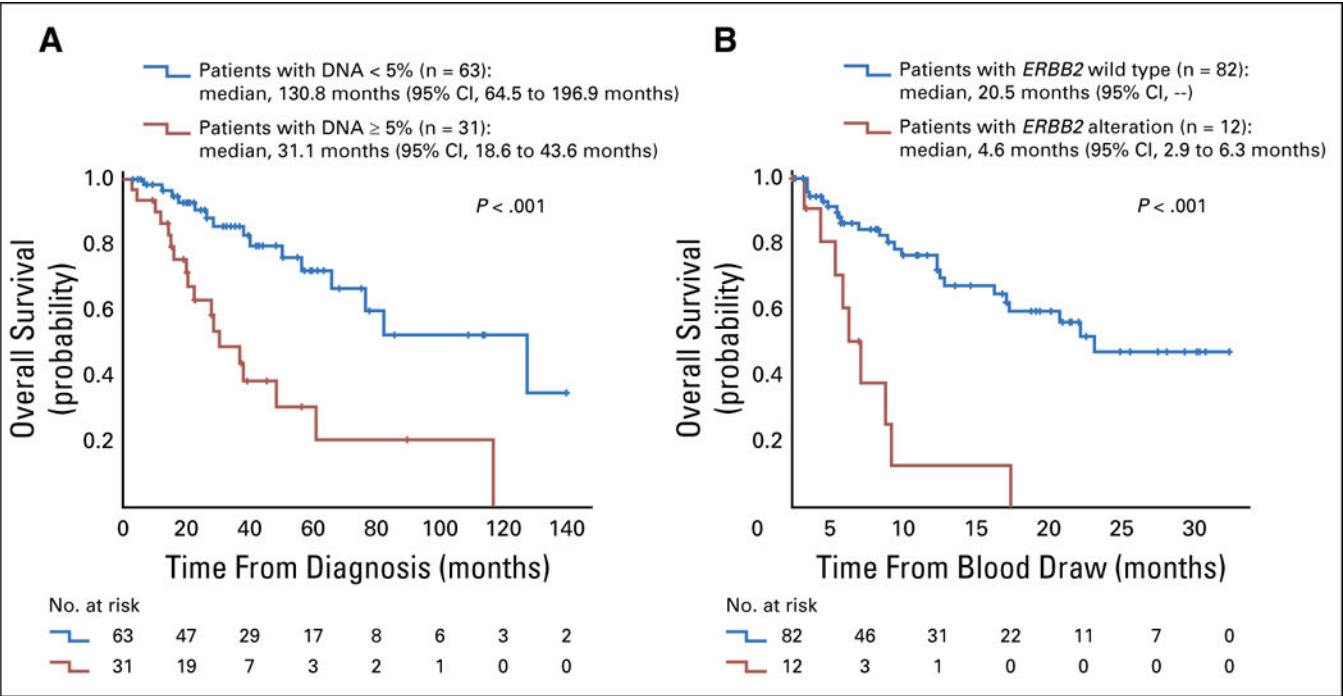 A
Patients with DNA < 5% (n = 63):
median, 130.8 months (95% CI, 64.5 to 196.9 months)
Patients with DNA ≥ 5% (n = 31):
median, 31.1 months (95% CI, 18.6 to 43.6 months)
P < .001
Overall Survival
(probability)
1.0
0.8
0.6
0.4
0.2
0 20 40 60 80 100 120 140
Time From Diagnosis (months)
No. at risk
63 47 29 17 8 6 3 2
31 19 7 3 2 1 0 0
B
Patients with ERBB2 wild type (n = 82):
median, 20.5 months (95% CI, --)
Patients with ERBB2 alteration (n = 12):
median, 4.6 months (95% CI, 2.9 to 6.3 months)
P < .001
Overall Survival
(probability)
1.0
0.8
0.6
0.4
0.2
0 5 10 15 20 25 30
Time From Blood Draw (months)
No. at risk
82 46 31 22 11 7 0
12 3 1 0 0 0 0